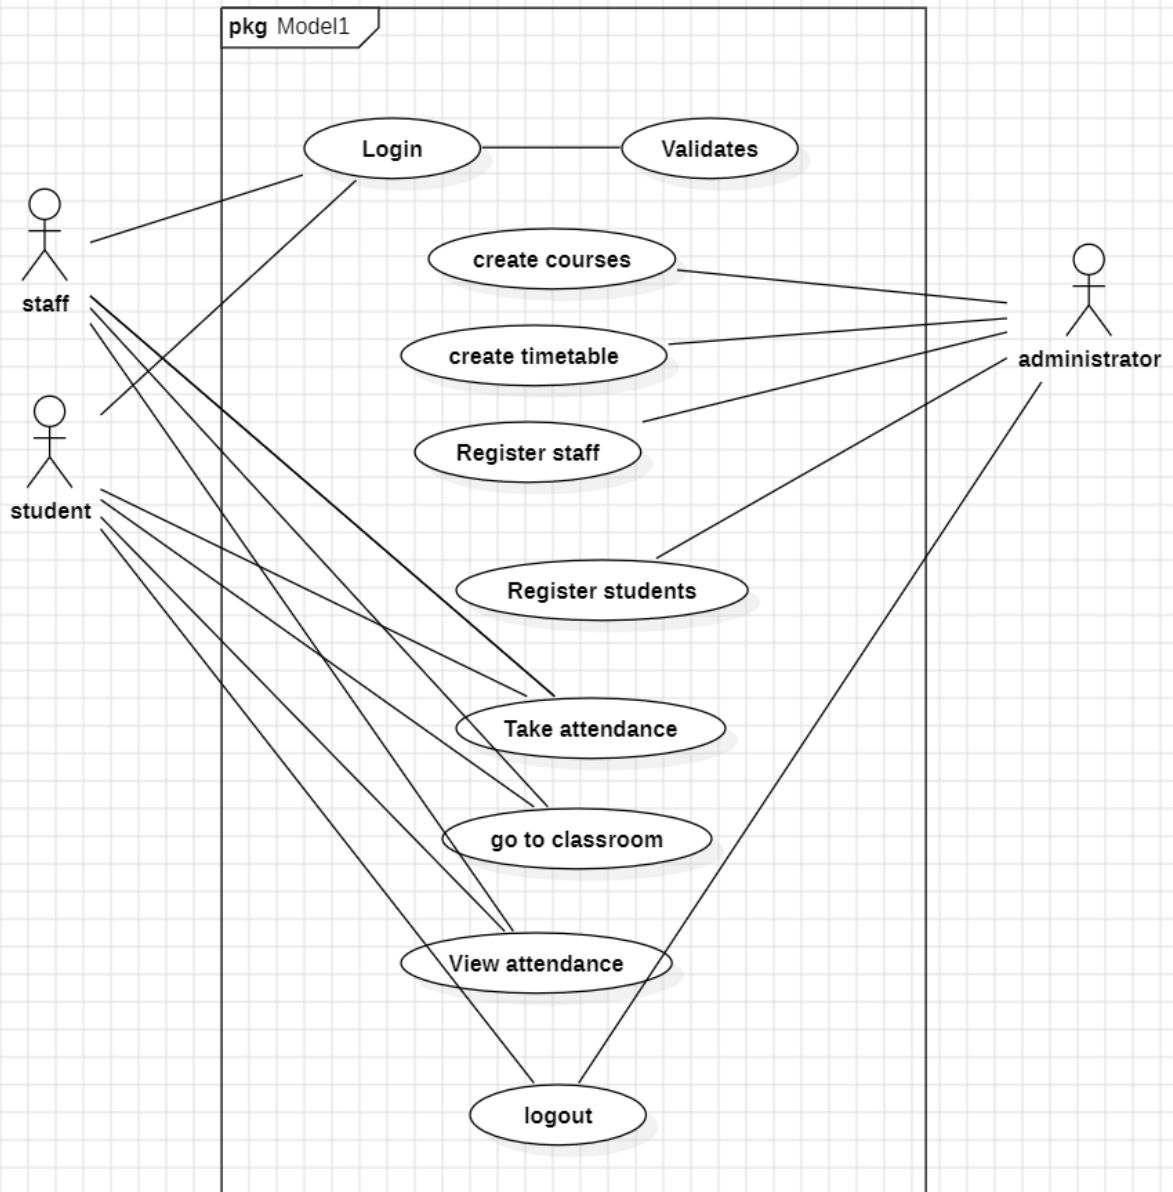 pkg Model1
Login
Validates
staff
create courses
create timetable
administrator
Register staff
student
Register students
Take attendance
go to classroom
View attendance
logout